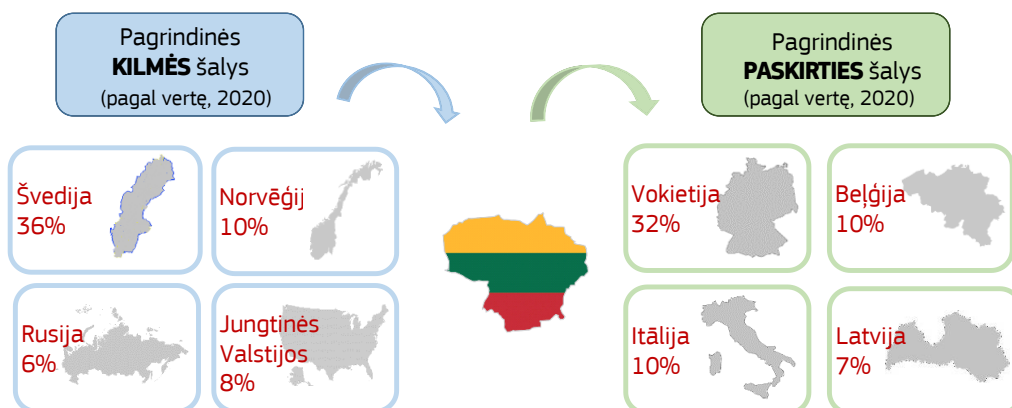 Pagrindinės
KILMĖS šalys
(pagal vertę, 2020)
Pagrindinės
PASKIRTIES šalys
(pagal vertę, 2020)
Švedija
36%
Norvēģij
10%
Rusija
6%
Jungtinės
Valstijos
8%
Vokietija
32%
Beļģija
10%
Itālija
10%
Latvija
7%